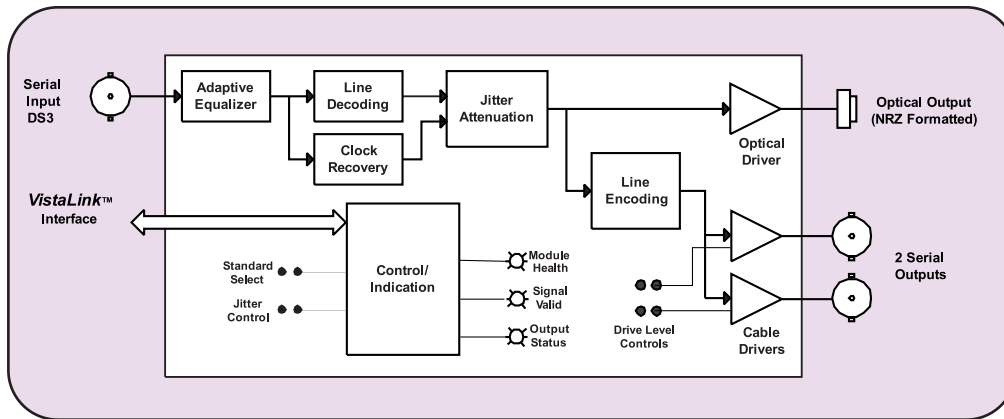 Serial
Input
DS3
Adaptive
Equalizer
Line
Decoding
Clock
Recovery
Jitter
Attenuation
Optical
Driver
Optical Output
(NRZ Formatted)
Line
Encoding
VistaLink™
Interface
Control/
Indication
Standard
Select
Jitter
Control
Module
Health
Signal
Valid
Output
Status
Drive Level
Controls
Cable
Drivers
2 Serial
Outputs